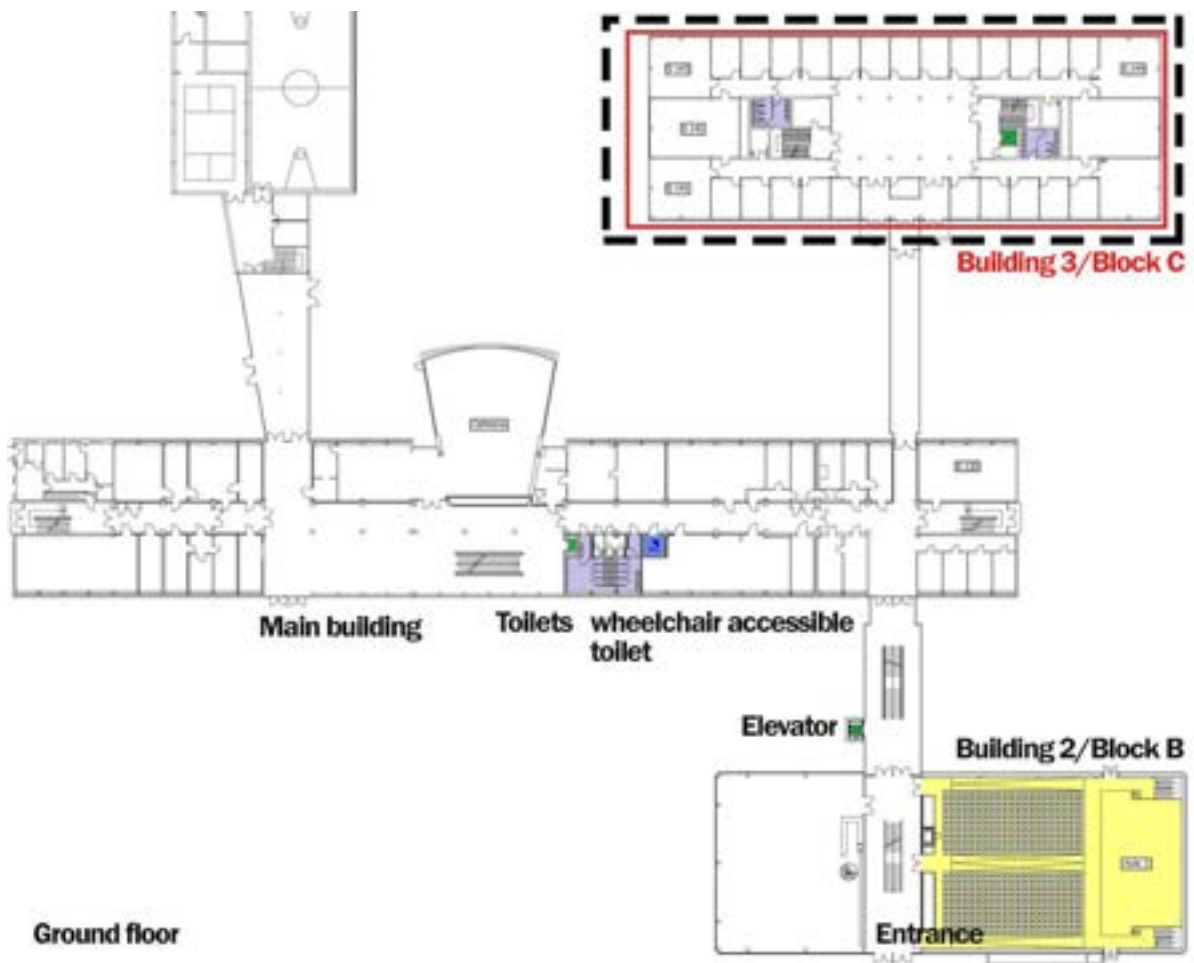 Building 3/Block C
Main building
Toilets
wheelchair accessible
toilet
Elevator
Building 2/Block B
Ground floor
Entrance